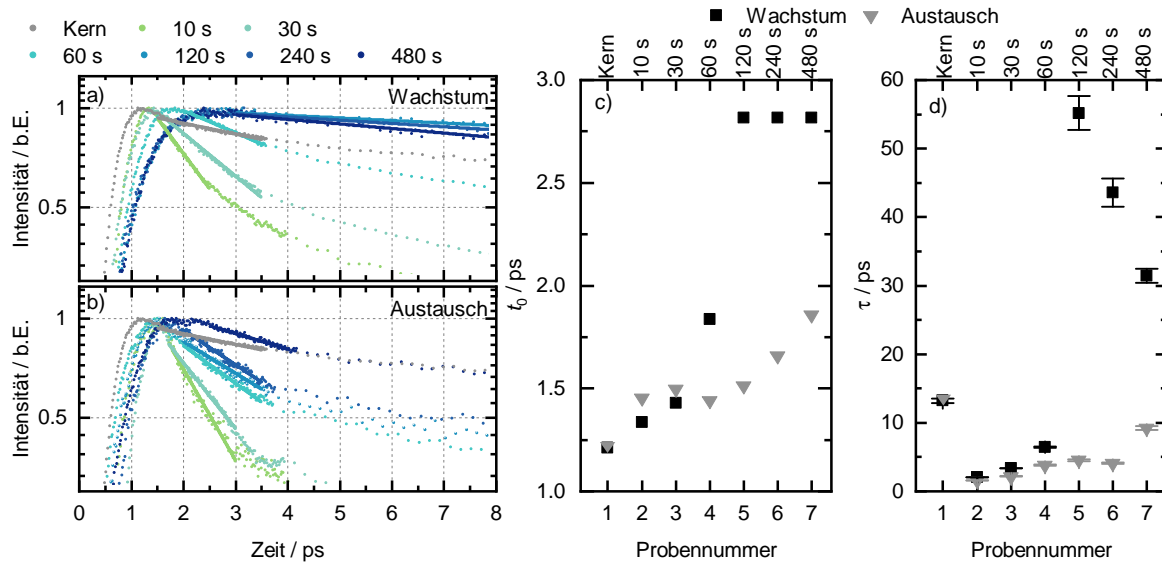 Kern 10 s 30 s
60 s 120 s 240 s 480 s
a) Wachstum
1
0.5
Intensität / b.E.
b) Austausch
1
0.5
Intensität / b.E.
0 1 2 3 4 5 6 7 8
Zeit / ps
Wachstum Austausch
Kern 10 s 30 s 60 s 120 s 240 s 480 s
c)
3.0
2.5
2.0
1.5
1.0
t0 / ps
1 2 3 4 5 6 7
Probennummer
Kern 10 s 30 s 60 s 120 s 240 s 480 s
d)
60
50
40
30
20
10
0
τ / ps
1 2 3 4 5 6 7
Probennummer